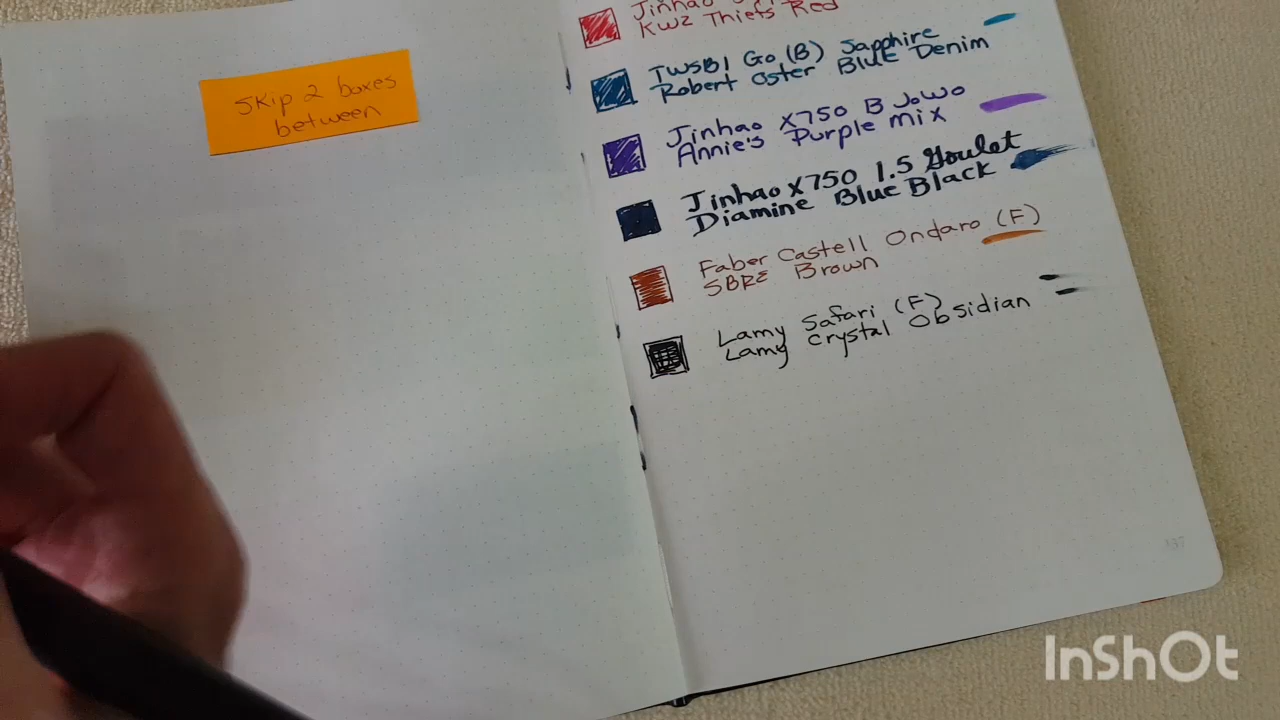 Skip 2 boxes
between
Jinhao
KWZ Thiefs Red
TWSBI Go (B) Sapphire
Robert Oster Blue Denim
Jinhao X750 B JoWo
Annie's Purple Mix
Jinhao X750 1.5 Goulet
Diamine Blue Black
Faber Castell Ondaro (F)
SBRE Brown
Lamy Safari (F)
Lamy Crystal Obsidian
InShOt